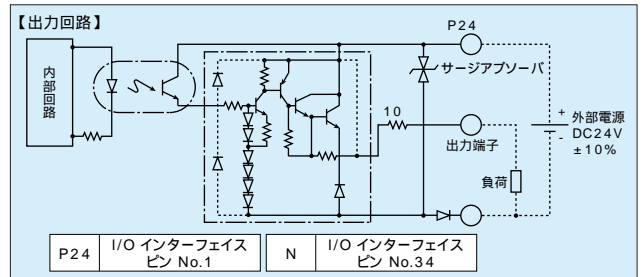 【出力回路】
P24
内部回路
サージアブソーバ
10
出力端子
+
-
外部電源
DC24V
±10%
負荷
P24
I/O インターフェイス
ピン No.1
N
I/O インターフェイス
ピン No.34